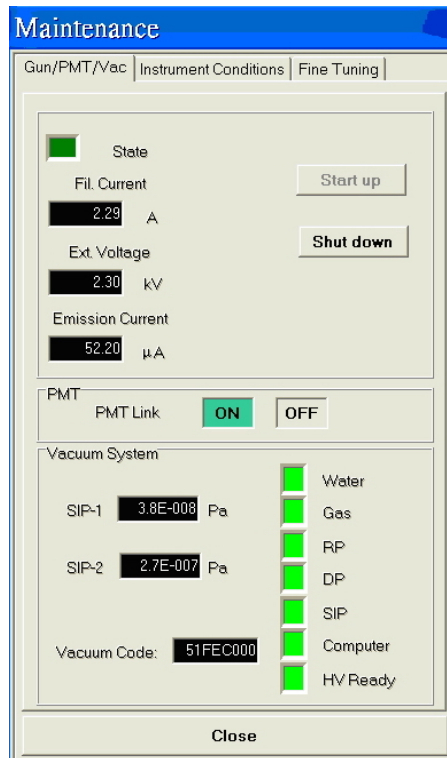 Maintenance
Gun/PMT/Vac Instrument Conditions Fine Tuning
State
Fil. Current
Start up
2.29 A
Shut down
Ext. Voltage
2.30 kV
Emission Current
52.20 μA
PMT
PMT Link ON OFF
Vacuum System
Water
SIP-1 3.8E-008 Pa
Gas
RP
SIP-2 2.7E-007 Pa
DP
SIP
Vacuum Code: 51FEC000
Computer
HV Ready
Close